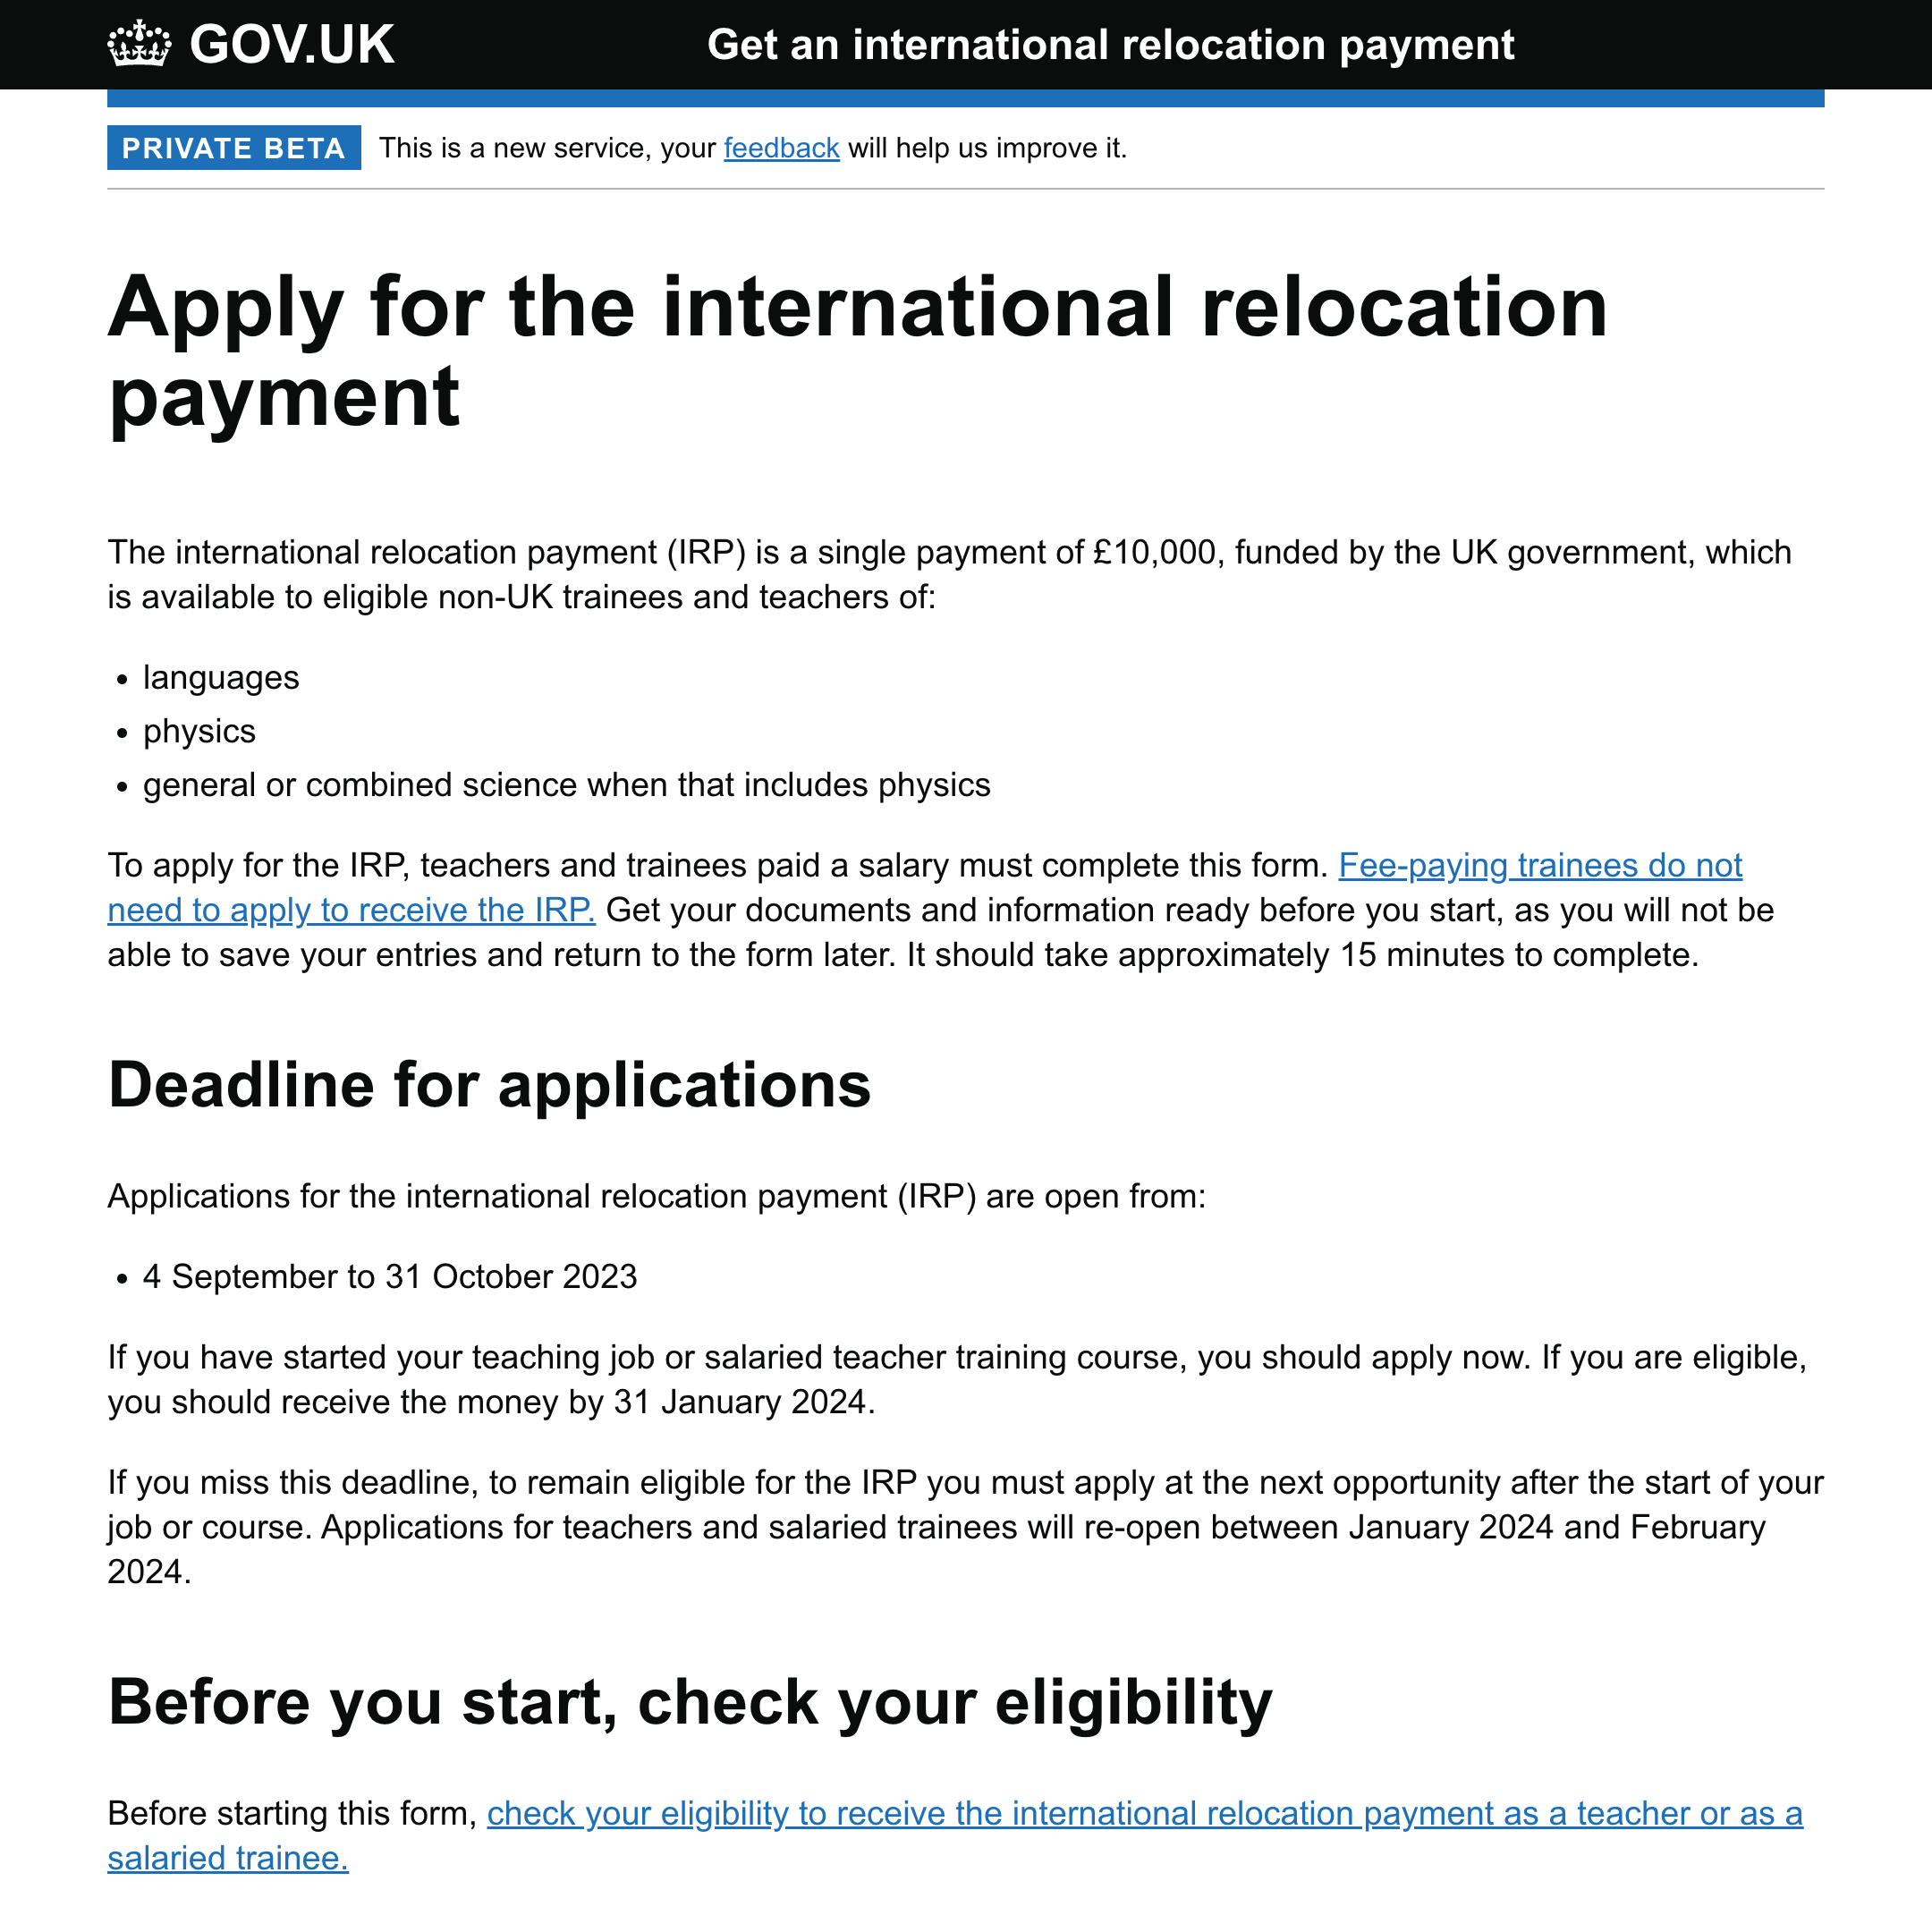 GOV.UK
Get an international relocation payment
PRIVATE BETA
This is a new service, your feedback will help us improve it.
Apply for the international relocation
payment
The international relocation payment (IRP) is a single payment of £10,000, funded by the UK government, which
is available to eligible non-UK trainees and teachers of:
• languages
• physics
• general or combined science when that includes physics
To apply for the IRP, teachers and trainees paid a salary must complete this form. Fee-paying trainees do not
need to apply to receive the IRP. Get your documents and information ready before you start, as you will not be
able to save your entries and return to the form later. It should take approximately 15 minutes to complete.
Deadline for applications
Applications for the international relocation payment (IRP) are open from:
• 4 September to 31 October 2023
If you have started your teaching job or salaried teacher training course, you should apply now. If you are eligible,
you should receive the money by 31 January 2024.
If you miss this deadline, to remain eligible for the IRP you must apply at the next opportunity after the start of your
job or course. Applications for teachers and salaried trainees will re-open between January 2024 and February
2024.
Before you start, check your eligibility
Before starting this form, check your eligibility to receive the international relocation payment as a teacher or as a
salaried trainee.